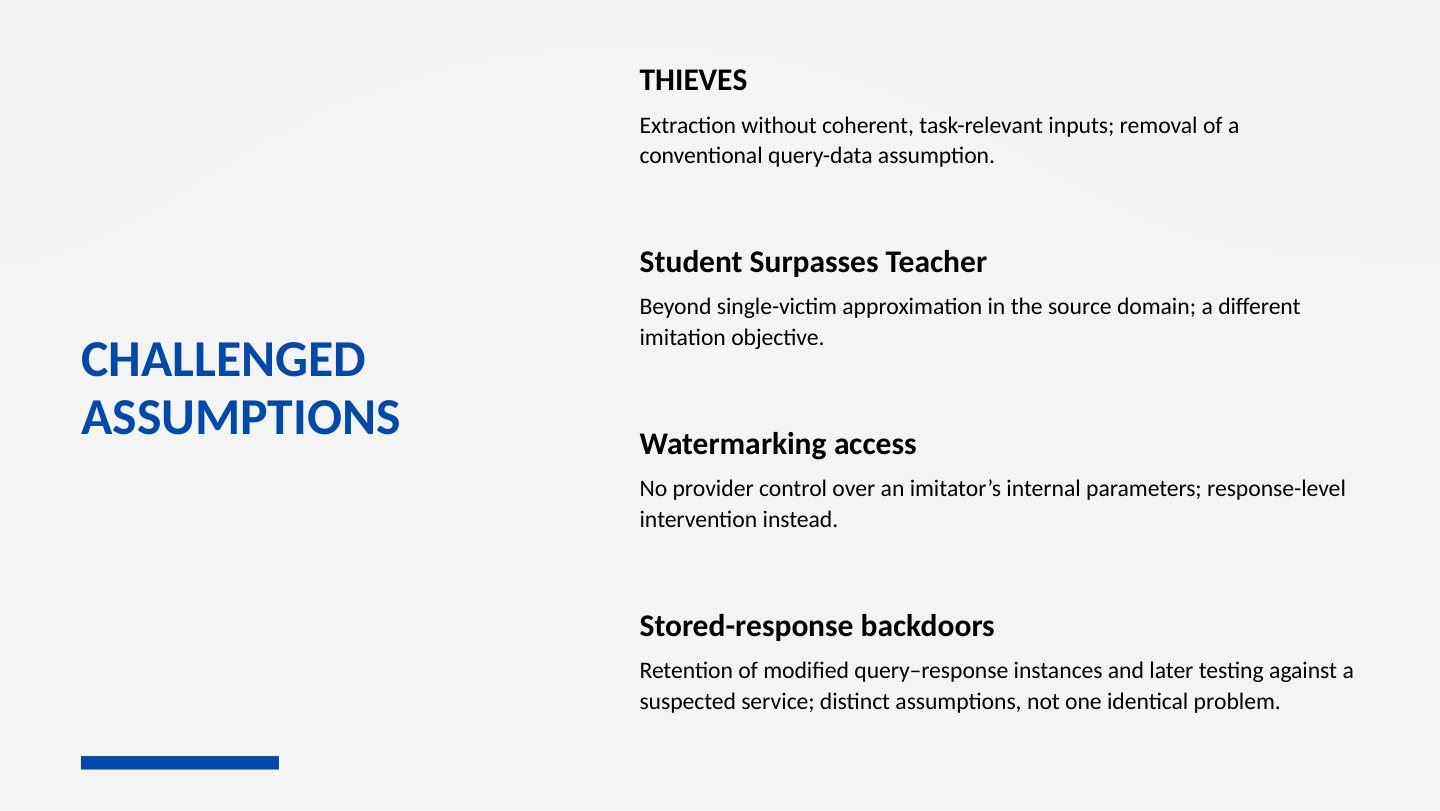 CHALLENGED
ASSUMPTIONS
THIEVES
Extraction without coherent, task-relevant inputs; removal of a
conventional query-data assumption.
Student Surpasses Teacher
Beyond single-victim approximation in the source domain; a different
imitation objective.
Watermarking access
No provider control over an imitator’s internal parameters; response-level
intervention instead.
Stored-response backdoors
Retention of modified query–response instances and later testing against a
suspected service; distinct assumptions, not one identical problem.